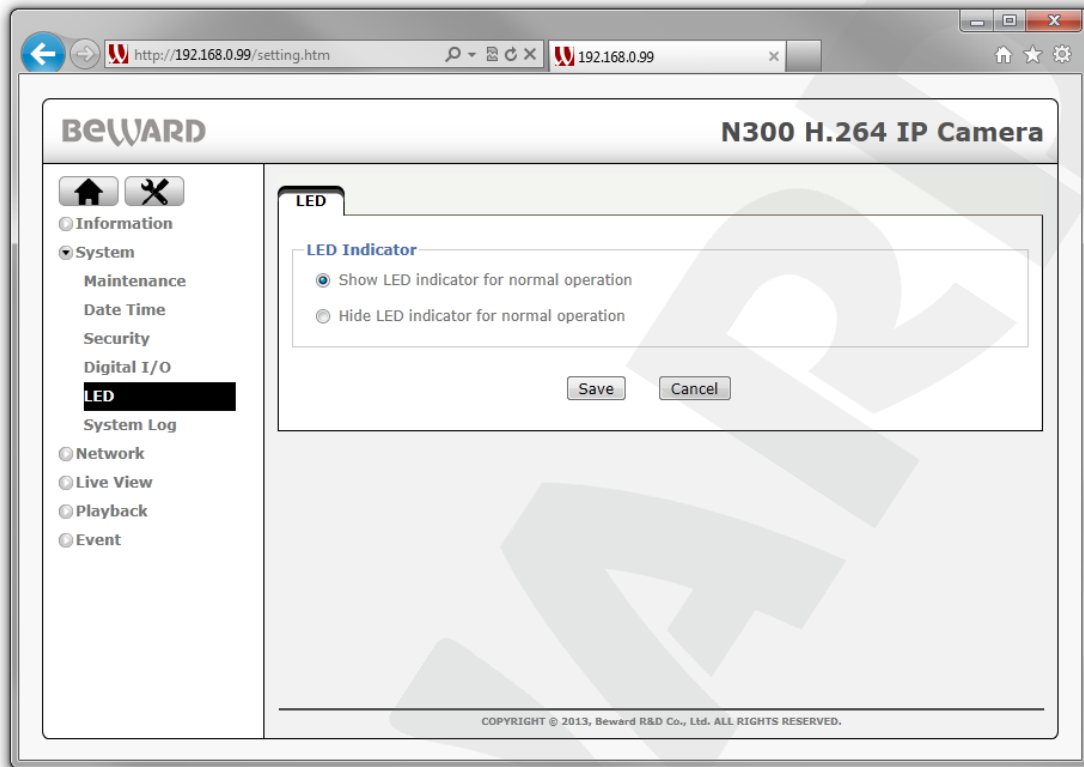 http://192.168.0.99/setting.htm
192.168.0.99
BEWARD
N300 H.264 IP Camera
Information
System
Maintenance
Date Time
Security
Digital I/O
LED
System Log
Network
Live View
Playback
Event
LED
LED Indicator
Show LED indicator for normal operation
Hide LED indicator for normal operation
Save
Cancel
COPYRIGHT © 2013, Beward R&D Co., Ltd. ALL RIGHTS RESERVED.